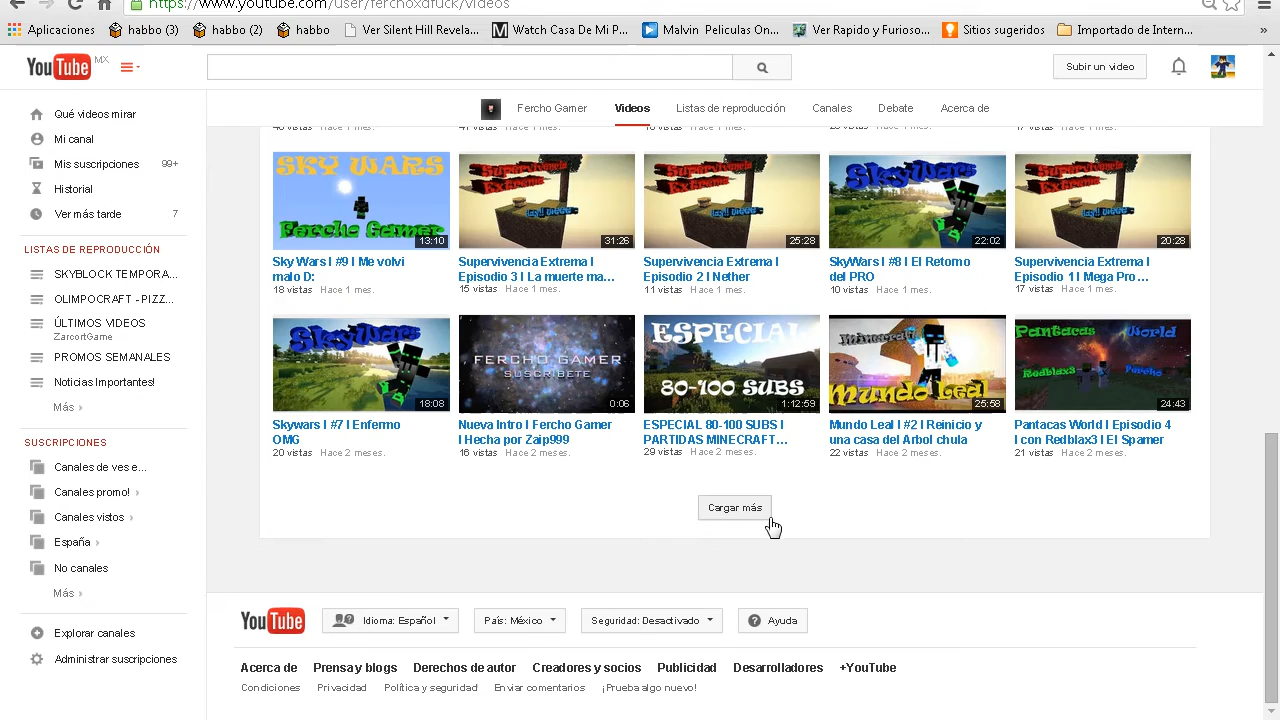 https://www.youtube.com/user/ferchoxdfuck/videos
Aplicaciones habbo (3) habbo habbo Ver Silent Hill Revela... Watch Casa De Mi P... Malvin Peliculas On... Ver Rapido y Furioso... Sitios sugeridos Importado de Intern... »
YouTube MX
Subir un video
Fercho Gamer Videos Listas de reproducción Canales Debate Acerca de
Qué videos mirar
Mi canal
Mis suscripciones 99+
Historial
Ver más tarde 7
LISTAS DE REPRODUCCIÓN
SKYBLOCK TEMPORA...
OLIMPOCRAFT - PIZZ...
ÚLTIMOS VIDEOS
ZarcortGame
PROMOS SEMANALES
Noticias Importantes!
Más ›
SUSCRIPCIONES
Canales de ves e...
Canales promo! ›
Canales vistos ›
España ›
No canales
Más ›
Explorar canales
Administrar suscripciones
SKY WARS
Fercho Gamer
13:10
Sky Wars l #9 l Me volvi
malo D:
18 vistas Hace 1 mes.
Supervivencia
Extrema
31:26
Supervivencia Extrema l
Episodio 3 l La muerte ma...
15 vistas Hace 1 mes.
Supervivencia
Extrema
25:28
Supervivencia Extrema l
Episodio 2 l Nether
11 vistas Hace 1 mes.
SkyWars
22:02
SkyWars l #8 l El Retorno
del PRO
10 vistas Hace 1 mes.
Supervivencia
Extrema
20:28
Supervivencia Extrema l
Episodio 1 l Mega Pro...
17 vistas Hace 1 mes.
SkyWars
18:08
Skywars l #7 l Enfermo
OMG
20 vistas Hace 2 meses.
FERCHO GAMER
SUSCRIBETE
0:06
Nueva Intro l Fercho Gamer
l Hecha por Zaip999
16 vistas Hace 2 meses.
ESPECIAL
80-100 SUBS
1:12:59
ESPECIAL 80-100 SUBS l
PARTIDAS MINECRAFT...
29 vistas Hace 2 meses.
Minecraft
Mundo Leal
25:58
Mundo Leal l #2 l Reinicio y
una casa del Arbol chula
22 vistas Hace 2 meses.
Pantacas World
Redblax3 Fercho
24:43
Pantacas World l Episodio 4
l con Redblax3 l El Spamer
21 vistas Hace 2 meses.
Cargar más
YouTube Idioma: Español País: México Seguridad: Desactivado Ayuda
Acerca de Prensa y blogs Derechos de autor Creadores y socios Publicidad Desarrolladores +YouTube
Condiciones Privacidad Política y seguridad Enviar comentarios ¡Prueba algo nuevo!